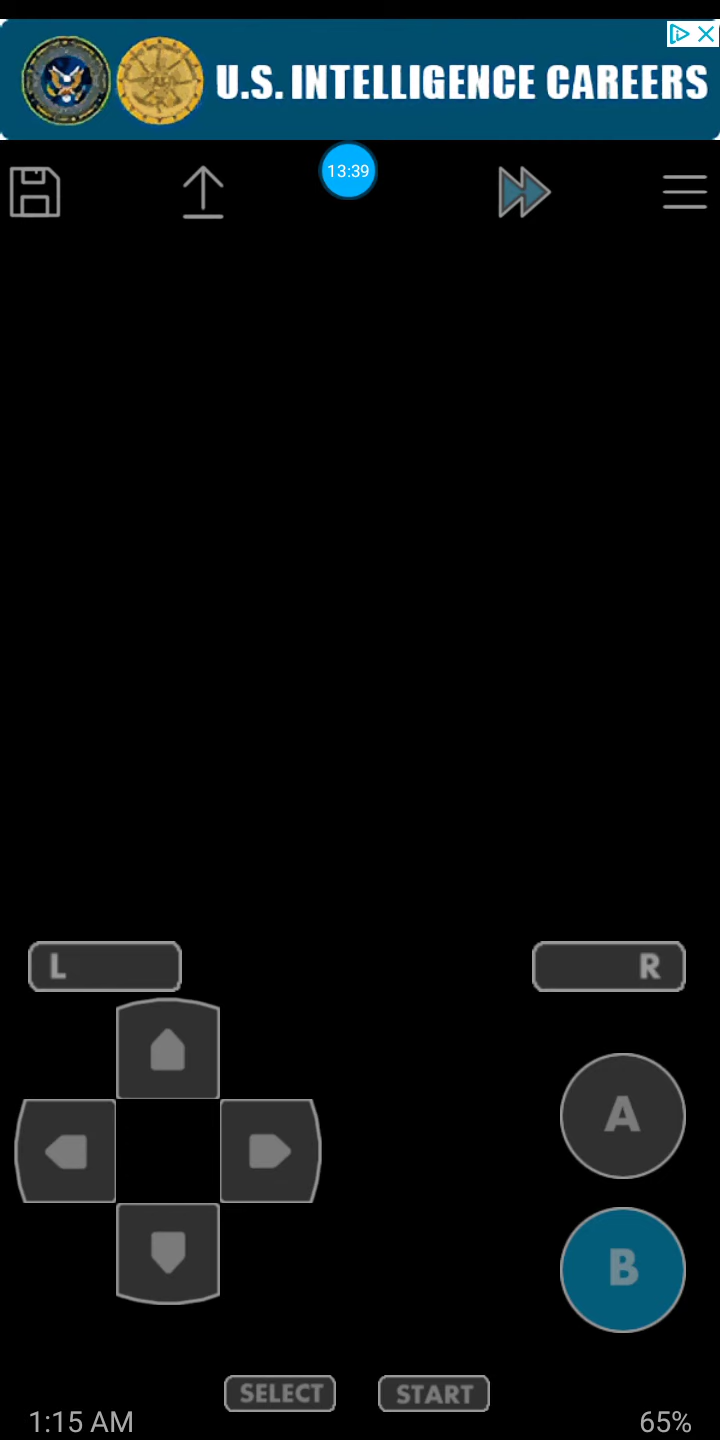 U.S. INTELLIGENCE CAREERS
13:39
L
R
A
B
SELECT
START
1:15 AM
65%